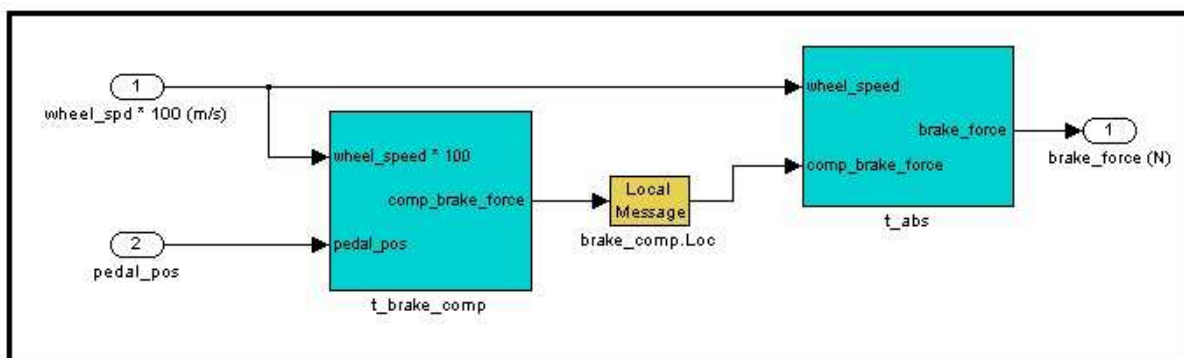 1
wheel_spd * 100 (m/s)
2
pedal_pos
wheel_speed * 100
comp_brake_force
pedal_pos
t_brake_comp
Local
Message
brake_comp.Loc
wheel_speed
brake_force
comp_brake_force
t_abs
1
brake_force (N)